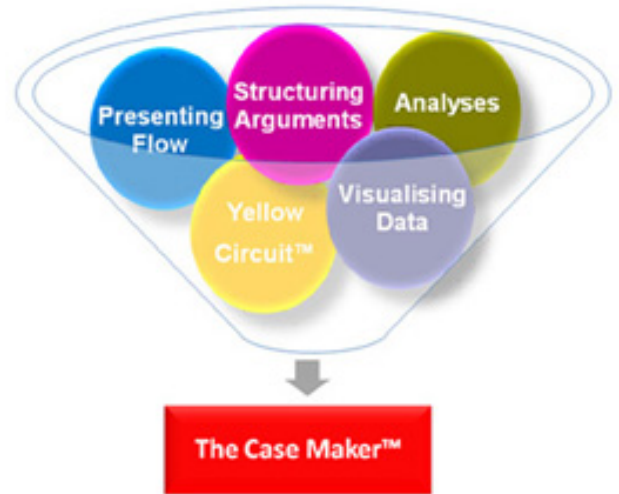 Presenting
Flow
Structuring
Arguments
Analyses
Yellow
Circuit™
Visualising
Data
The Case Maker™